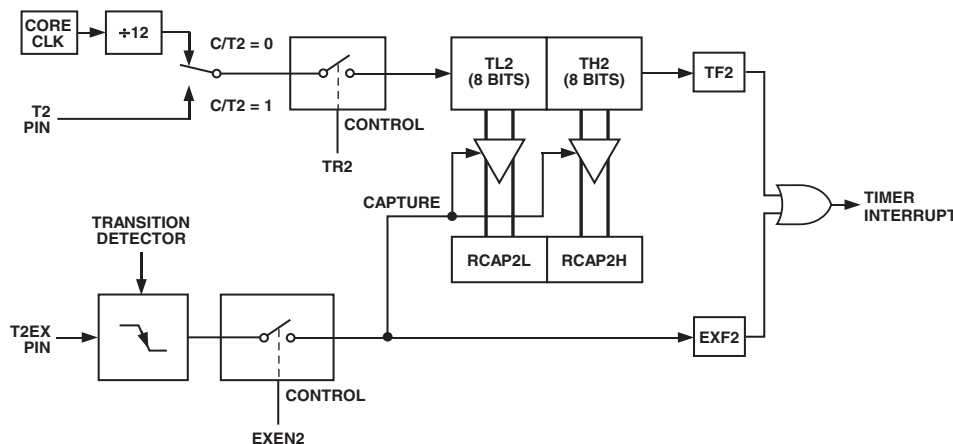 CORE
CLK
÷12
C/T2 = 0
C/T2 = 1
T2
PIN
CONTROL
TR2
TL2
(8 BITS)
TH2
(8 BITS)
TF2
CAPTURE
RCAP2L
RCAP2H
TIMER
INTERRUPT
TRANSITION
DETECTOR
T2EX
PIN
CONTROL
EXEN2
EXF2